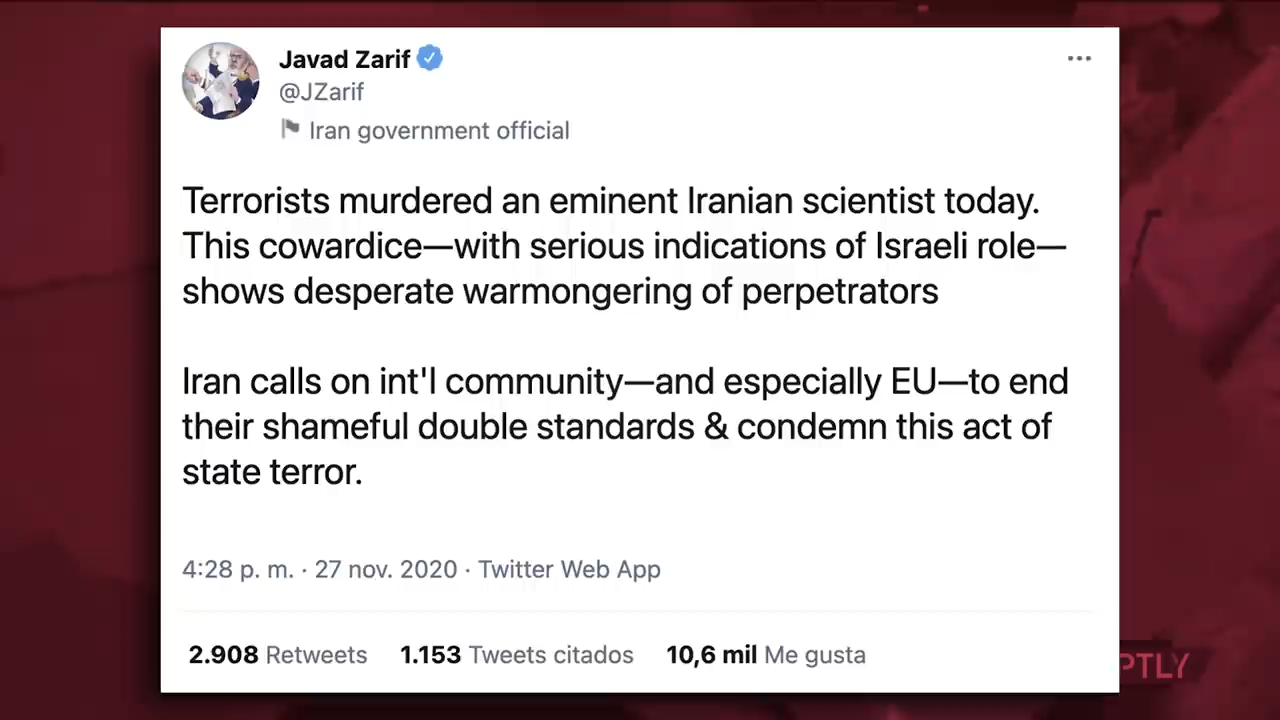 Javad Zarif
@JZarif
Iran government official
Terrorists murdered an eminent Iranian scientist today.
This cowardice—with serious indications of Israeli role—
shows desperate warmongering of perpetrators
Iran calls on int'l community—and especially EU—to end
their shameful double standards & condemn this act of
state terror.
4:28 p. m. · 27 nov. 2020 · Twitter Web App
2.908 Retweets 1.153 Tweets citados 10,6 mil Me gusta
PTLY